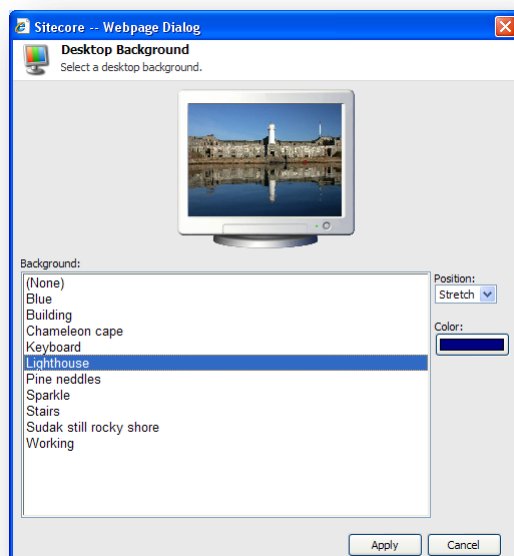 Sitecore -- Webpage Dialog
Desktop Background
Select a desktop background.
Background:
(None)
Blue
Building
Chameleon cape
Keyboard
Lighthouse
Pine neddles
Sparkle
Stairs
Sudak still rocky shore
Working
Position:
Stretch
Color:
Apply
Cancel